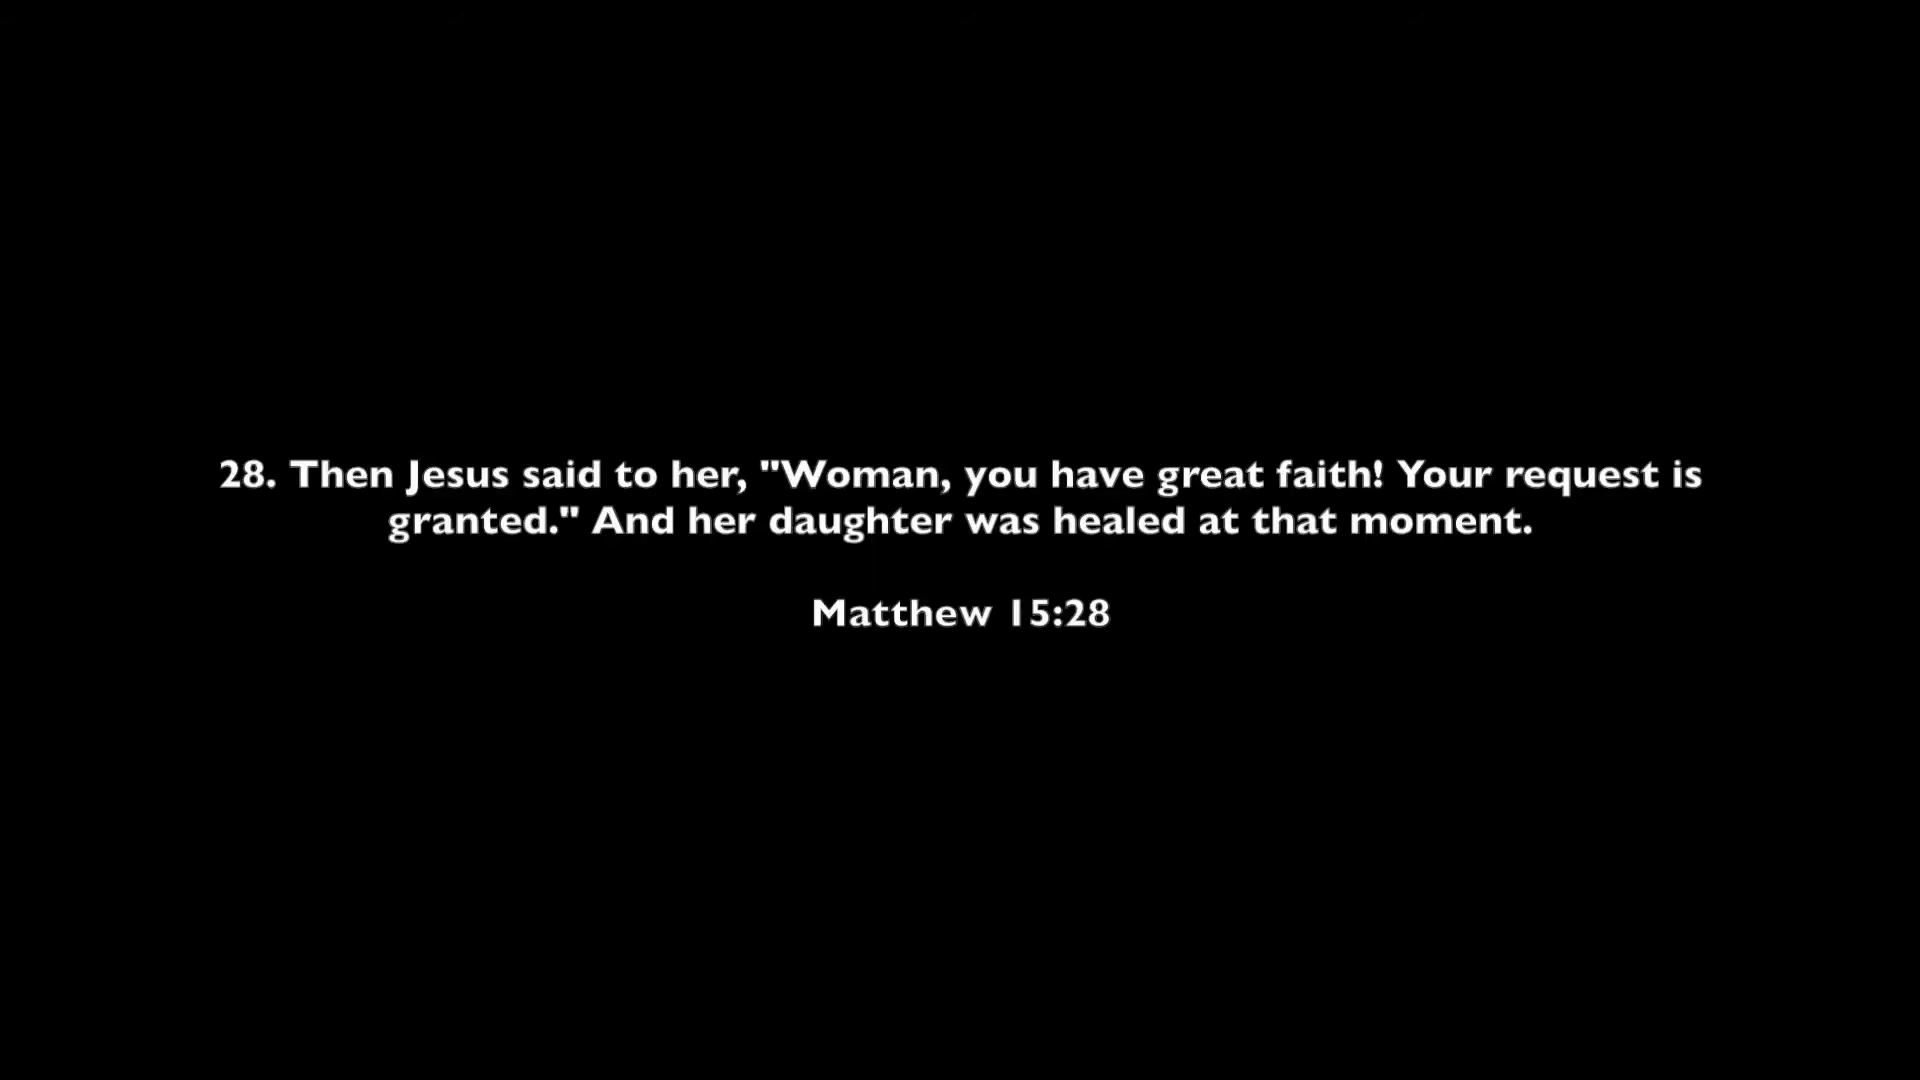 28. Then Jesus said to her, "Woman, you have great faith! Your request is
granted." And her daughter was healed at that moment.
Matthew 15:28